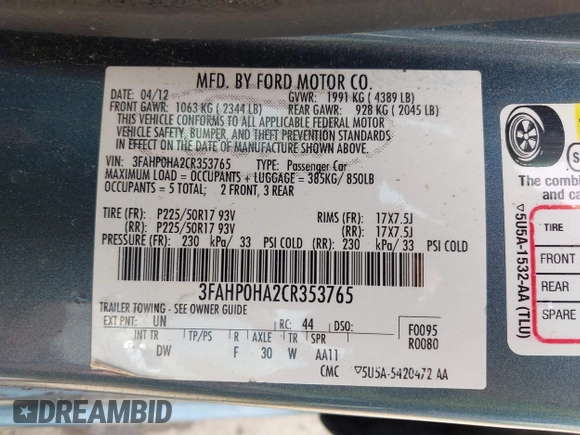 MFD. BY FORD MOTOR CO.
DATE: 04/12 GVWR: 1991 KG ( 4389 LB)
FRONT GAWR: 1063 KG ( 2344 LB) REAR GAWR: 928 KG ( 2045 LB)
THIS VEHICLE CONFORMS TO ALL APPLICABLE FEDERAL MOTOR
VEHICLE SAFETY, BUMPER, AND THEFT PREVENTION STANDARDS
IN EFFECT ON THE DATE OF MANUFACTURE SHOWN ABOVE.
VIN: 3FAHP0HA2CR353765 TYPE: Passenger Car
MAXIMUM LOAD = OCCUPANTS + LUGGAGE = 385KG/ 850LB
OCCUPANTS = 5 TOTAL; 2 FRONT, 3 REAR
TIRE (FR): P225/50R17 93V RIMS (FR): 17X7.5J
(RR): P225/50R17 93V (RR): 17X7.5J
PRESSURE (FR): 230 kPa/ 33 PSI COLD (RR): 230 kPa/ 33 PSI COLD
3FAHP0HA2CR353765
TRAILER TOWING - SEE OWNER GUIDE
EXT PNT: UN RC: 44 DSO: F0095
R0080
INT TR TP/PS R AXLE TR SPR
DW F 30 W AA11
CMC ▽5U5A-5420472 AA
▽5U5A-1532-AA (TLU)
The combin
and ca
TIRE
FRONT
REAR
SPARE
DREAMBID